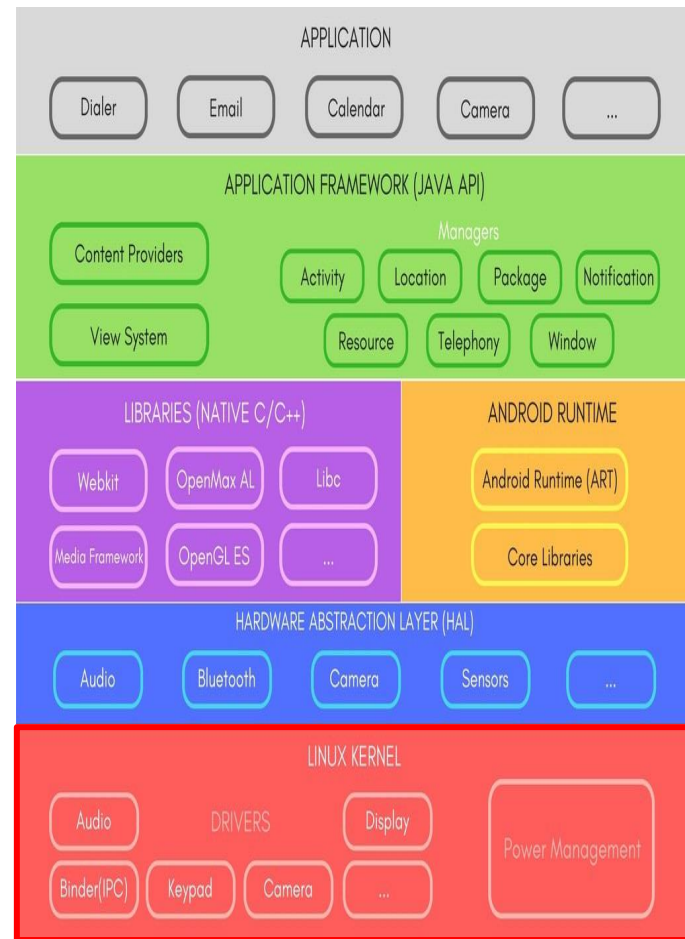 APPLICATION
Dialer Email Calendar Camera ...
APPLICATION FRAMEWORK (JAVA API)
Managers
Content Providers
Activity Location Package Notification
View System
Resource Telephony Window
LIBRARIES (NATIVE C/C++)
Webkit OpenMax AL Libc
Media Framework OpenGL ES ...
ANDROID RUNTIME
Android Runtime (ART)
Core Libraries
HARDWARE ABSTRACTION LAYER (HAL)
Audio Bluetooth Camera Sensors ...
LINUX KERNEL
Audio DRIVERS Display
Binder(IPC) Keypad Camera ...
Power Management